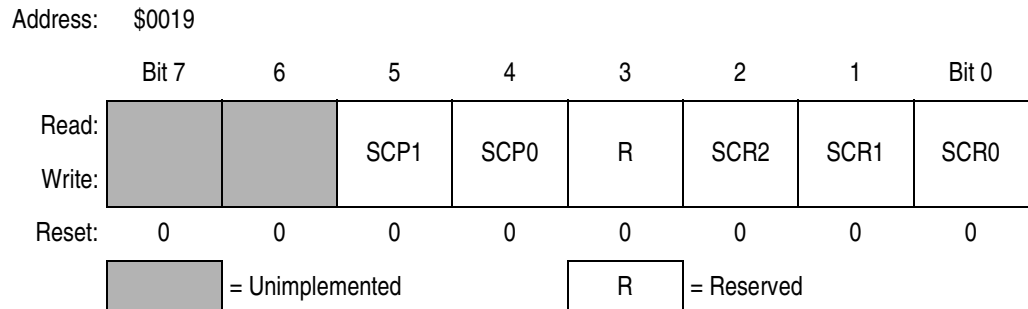 Address: $0019
Bit 7 6 5 4 3 2 1 Bit 0
Read:
SCP1 SCP0 R SCR2 SCR1 SCR0
Write:
Reset: 0 0 0 0 0 0 0 0
= Unimplemented R = Reserved